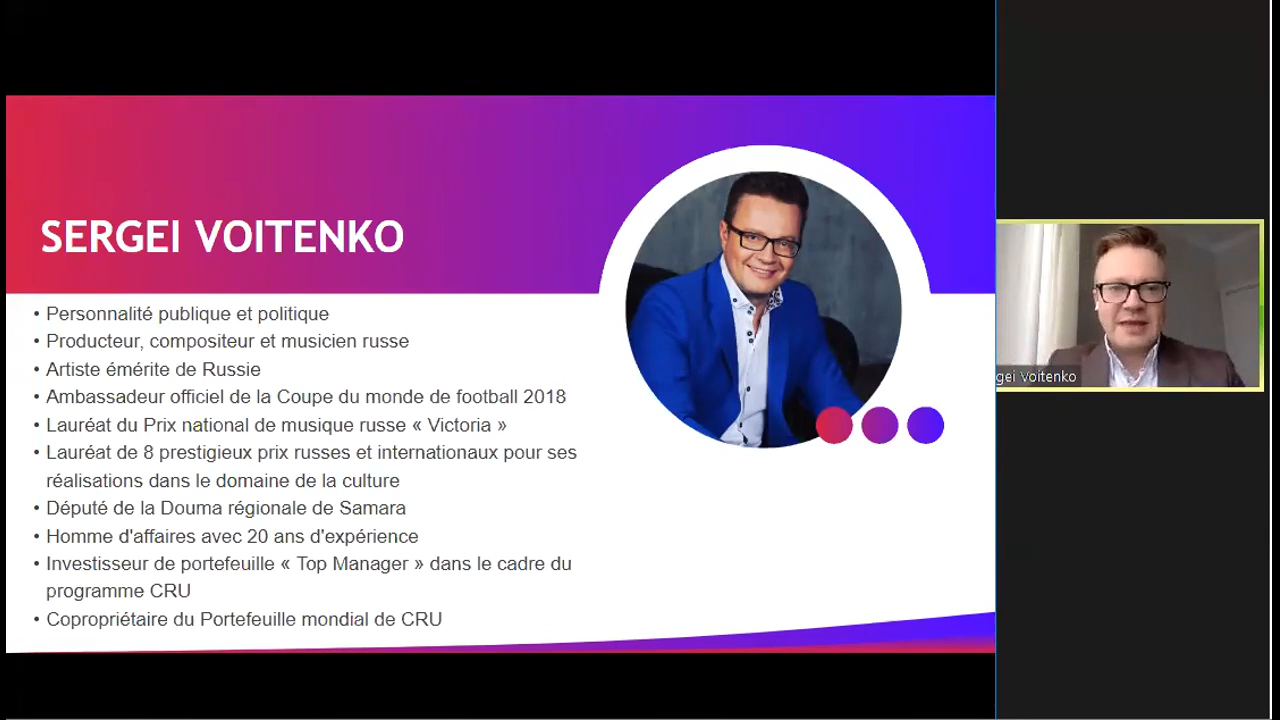 SERGEI VOITENKO
• Personnalité publique et politique
• Producteur, compositeur et musicien russe
• Artiste émérite de Russie
• Ambassadeur officiel de la Coupe du monde de football 2018
• Lauréat du Prix national de musique russe « Victoria »
• Lauréat de 8 prestigieux prix russes et internationaux pour ses
réalisations dans le domaine de la culture
• Député de la Douma régionale de Samara
• Homme d'affaires avec 20 ans d'expérience
• Investisseur de portefeuille « Top Manager » dans le cadre du
programme CRU
• Copropriétaire du Portefeuille mondial de CRU
gei Voitenko